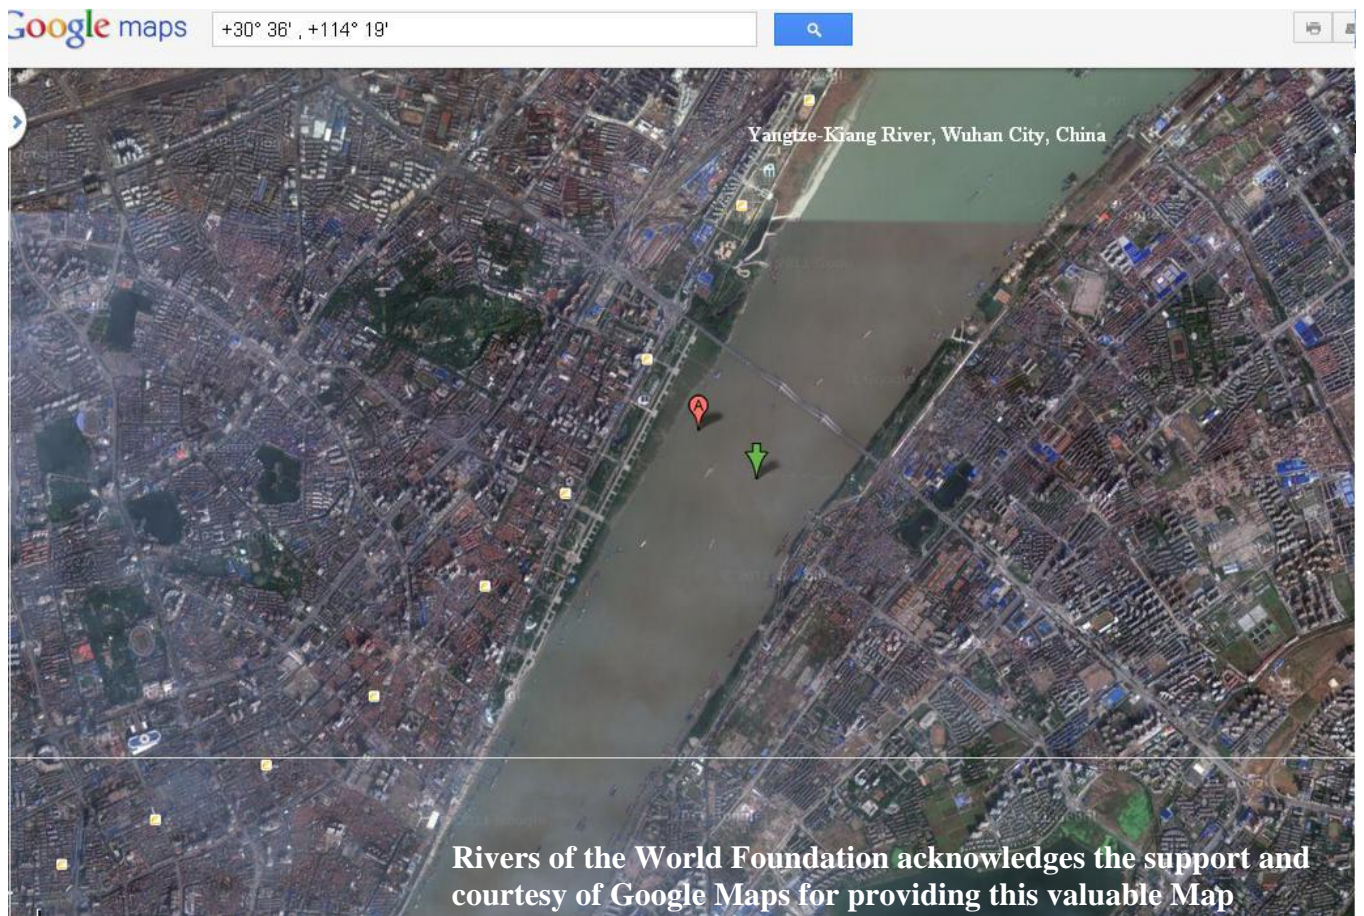 Google maps
+30° 36' , +114° 19'
Yangtze-Kiang River, Wuhan City, China
A
Rivers of the World Foundation acknowledges the support and
courtesy of Google Maps for providing this valuable Map